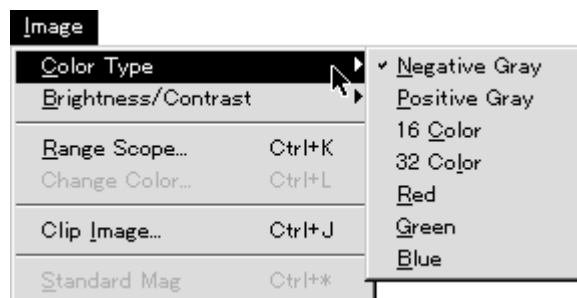 Image
Color Type
Brightness/Contrast
Range Scope... Ctrl+K
Change Color... Ctrl+L
Clip Image... Ctrl+J
Standard Mag Ctrl+*
Negative Gray
Positive Gray
16 Color
32 Color
Red
Green
Blue